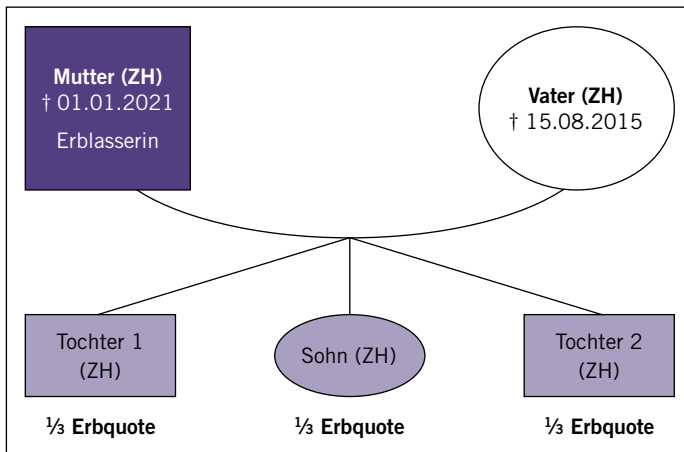 Mutter (ZH)
† 01.01.2021
Erblasserin
Vater (ZH)
† 15.08.2015
Tochter 1
(ZH)
Sohn (ZH)
Tochter 2
(ZH)
⅓ Erbquote
⅓ Erbquote
⅓ Erbquote